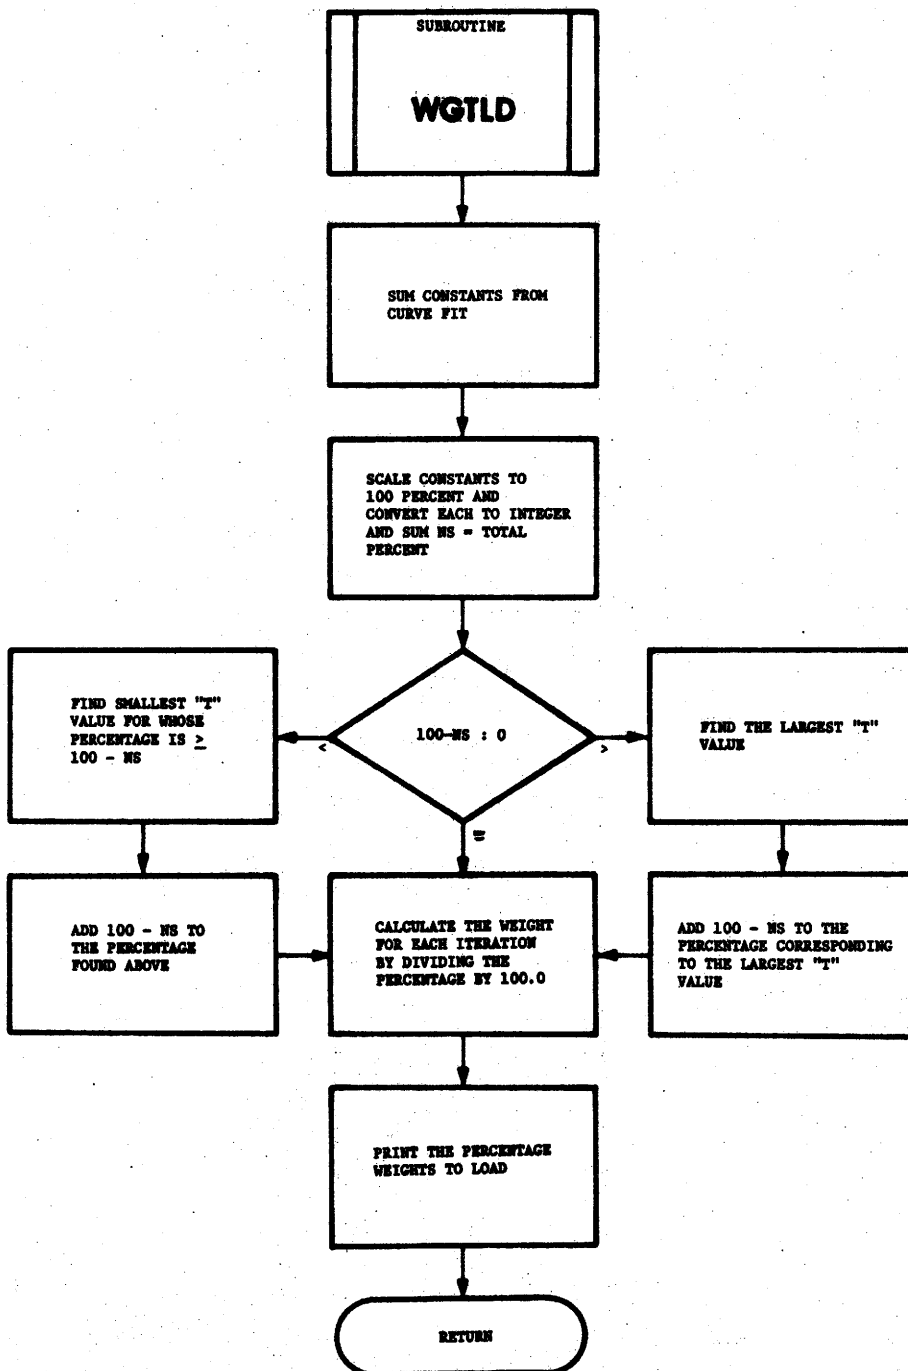 SUBROUTINE
WGTLD
SUM CONSTANTS FROM
CURVE FIT
SCALE CONSTANTS TO
100 PERCENT AND
CONVERT EACH TO INTEGER
AND SUM NS = TOTAL
PERCENT
100-NS : 0
<
>
=
FIND SMALLEST "T"
VALUE FOR WHOSE
PERCENTAGE IS ≥
100 - NS
FIND THE LARGEST "T"
VALUE
ADD 100 - NS TO
THE PERCENTAGE
FOUND ABOVE
CALCULATE THE WEIGHT
FOR EACH ITERATION
BY DIVIDING THE
PERCENTAGE BY 100.0
ADD 100 - NS TO THE
PERCENTAGE CORRESPONDING
TO THE LARGEST "T"
VALUE
PRINT THE PERCENTAGE
WEIGHTS TO LOAD
RETURN